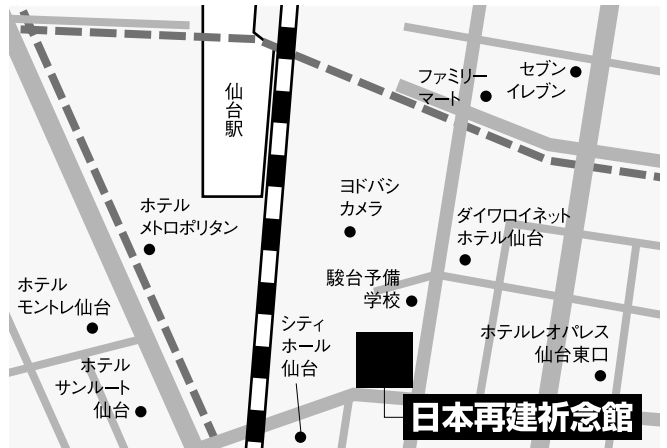 仙台駅
ファミリー
マート
セブン
イレブン
ホテル
メトロポリタン
ヨドバシ
カメラ
ダイワロイネット
ホテル仙台
ホテル
モントレ仙台
駿台予備
学校
シティ
ホール
仙台
ホテルレオパレス
仙台東口
ホテル
サンルート
仙台
日本再建祈念館